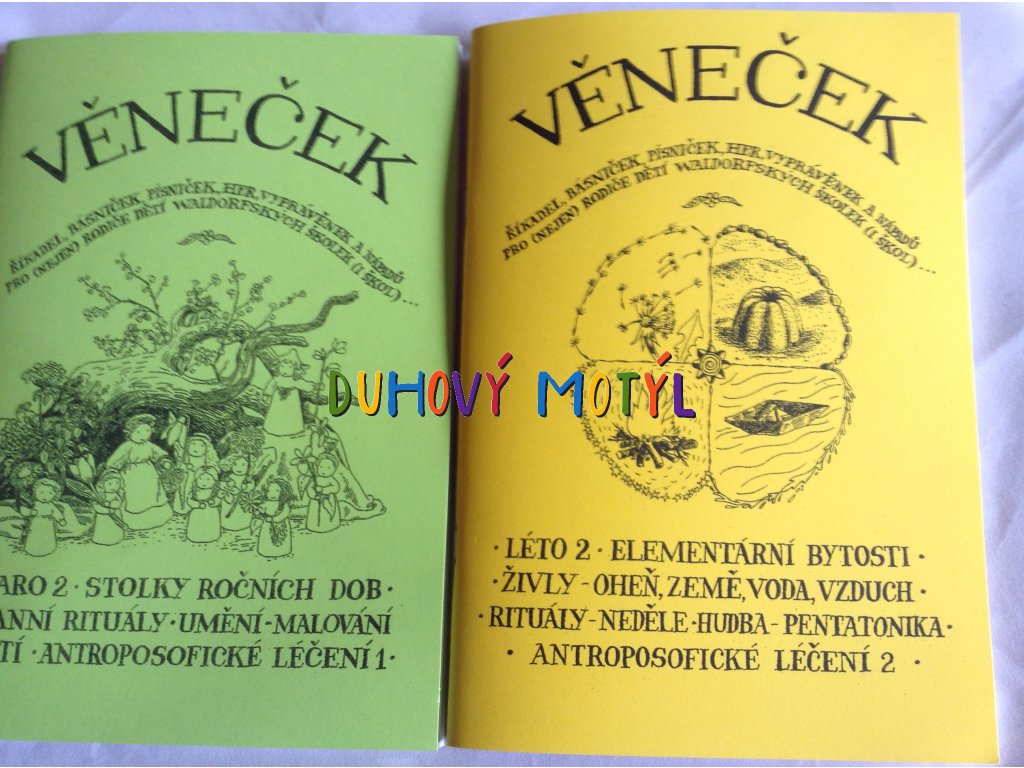 VĚNEČEK
ŘÍKADEL, BÁSNIČEK, PÍSNIČEK, HER, VYPRÁVĚNEK A NÁPADŮ
PRO (NEJEN) RODIČE DĚTÍ WALDORFSKÝCH ŠKOLEK (I ŠKOL)...
ARO 2 · STOLKY ROČNÍCH DOB ·
ANNÍ RITUÁLY · UMĚNÍ - MALOVÁNÍ
TÍ · ANTROPOSOFICKÉ LÉČENÍ 1 ·
VĚNEČEK
ŘÍKADEL, BÁSNIČEK, PÍSNIČEK, HER, VYPRÁVĚNEK A NÁPADŮ
PRO (NEJEN) RODIČE DĚTÍ WALDORFSKÝCH ŠKOLEK (I ŠKOL)...
· LÉTO 2 · ELEMENTÁRNÍ BYTOSTI ·
· ŽIVLY - OHEŇ, ZEMĚ, VODA, VZDUCH ·
· RITUÁLY - NEDĚLE · HUDBA - PENTATONIKA ·
· ANTROPOSOFICKÉ LÉČENÍ 2 ·
DUHOVÝ MOTÝL